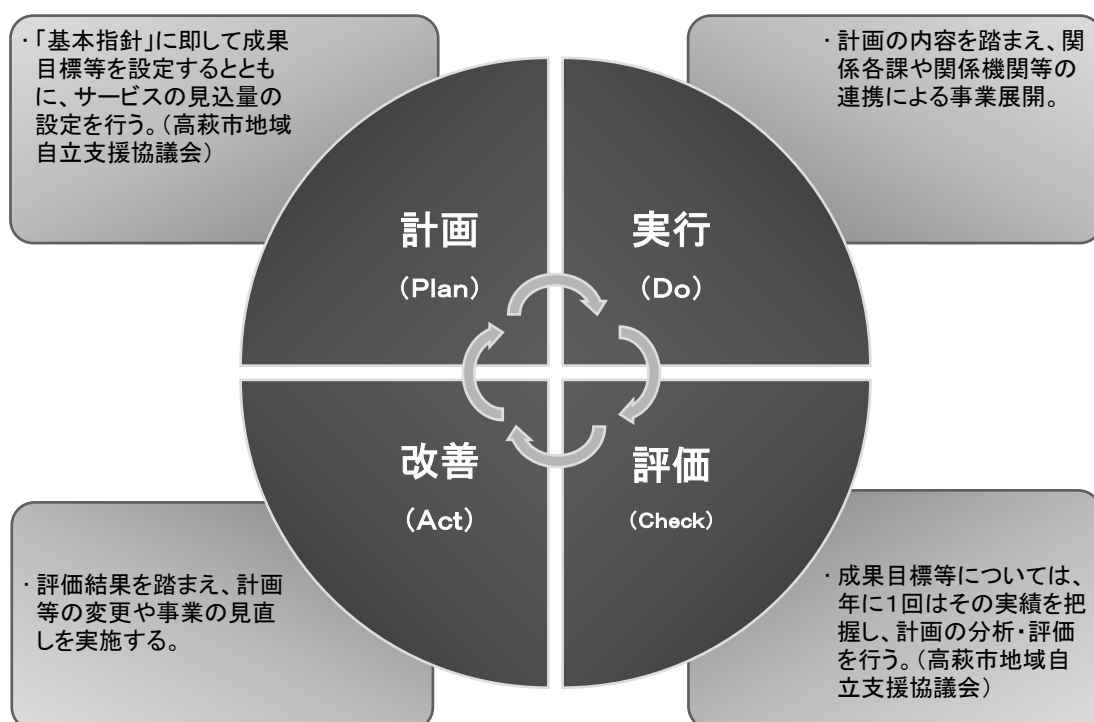 ・「基本指針」に即して成果
目標等を設定するととも
に、サービスの見込量の
設定を行う。（高萩市地域
自立支援協議会）
・計画の内容を踏まえ、関
係各課や関係機関等の
連携による事業展開。
計画
（Plan）
実行
（Do）
改善
（Act）
評価
（Check）
・評価結果を踏まえ、計画
等の変更や事業の見直
しを実施する。
・成果目標等については、
年に１回はその実績を把
握し、計画の分析・評価
を行う。（高萩市地域自
立支援協議会）